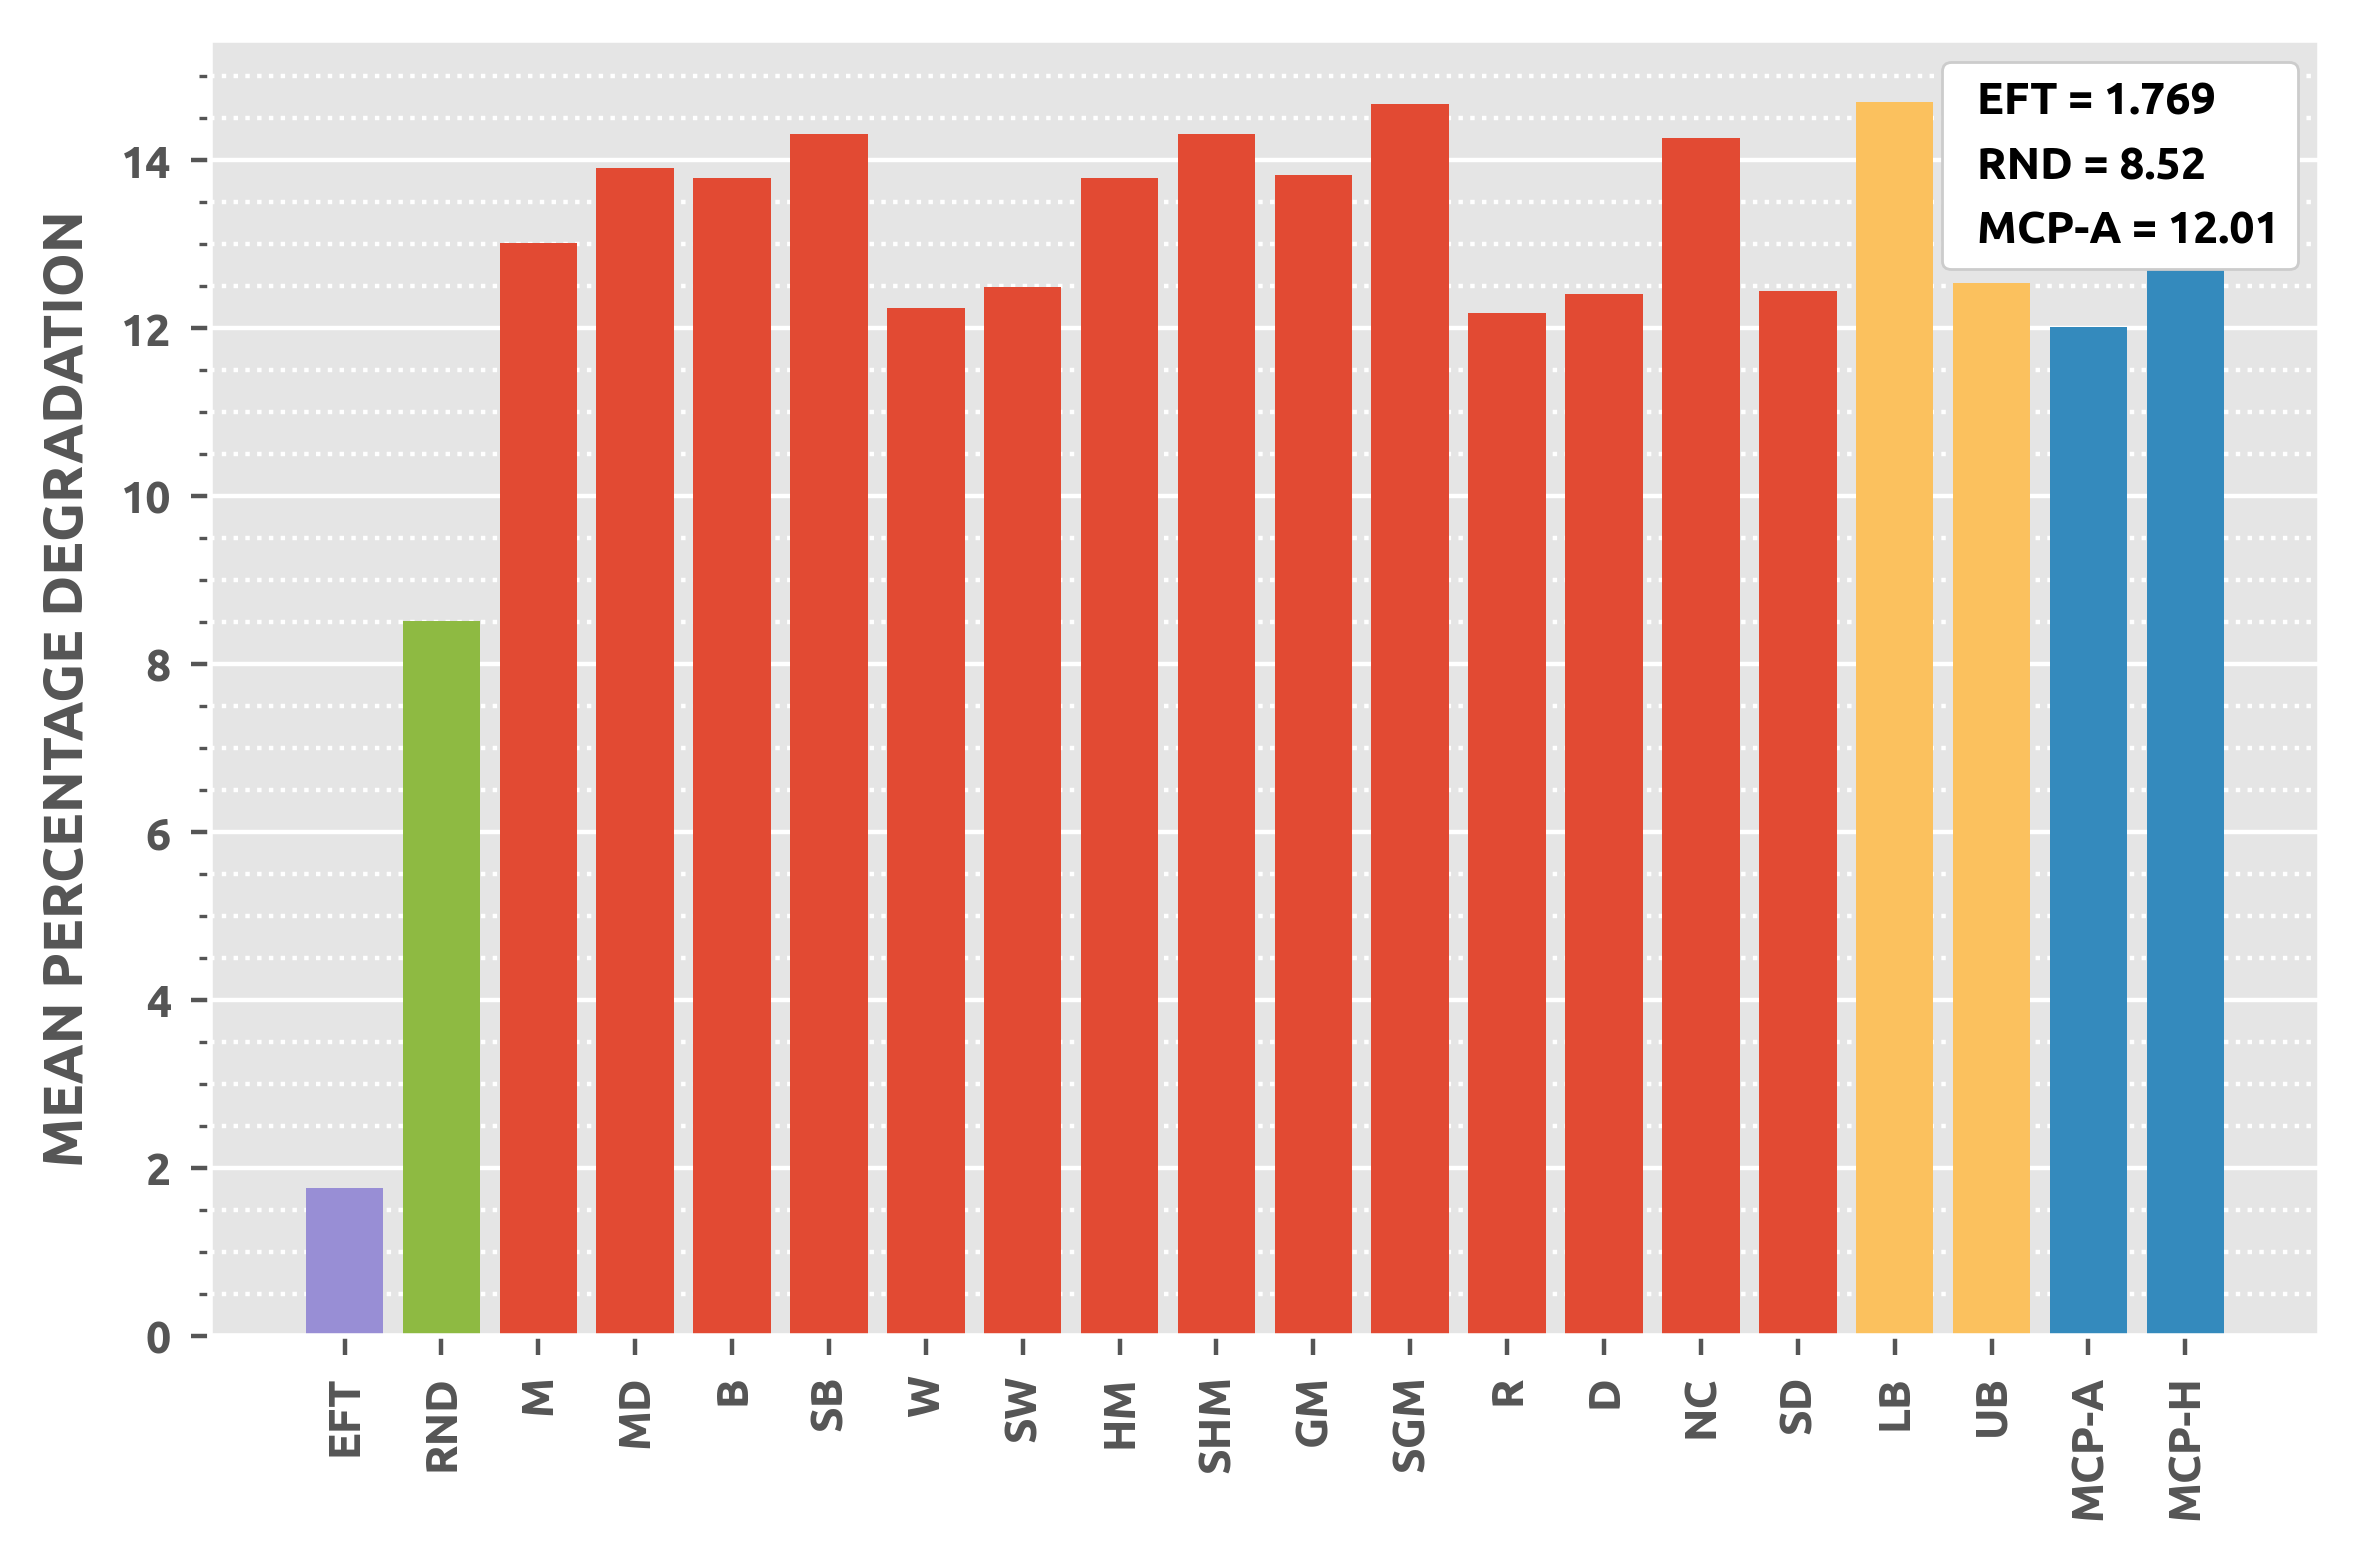 MEAN PERCENTAGE DEGRADATION
14
12
10
8
6
4
2
0
EFT = 1.769
RND = 8.52
MCP-A = 12.01
EFT
RND
M
MD
B
SB
W
SW
HM
SHM
GM
SGM
R
D
NC
SD
LB
UB
MCP-A
MCP-H